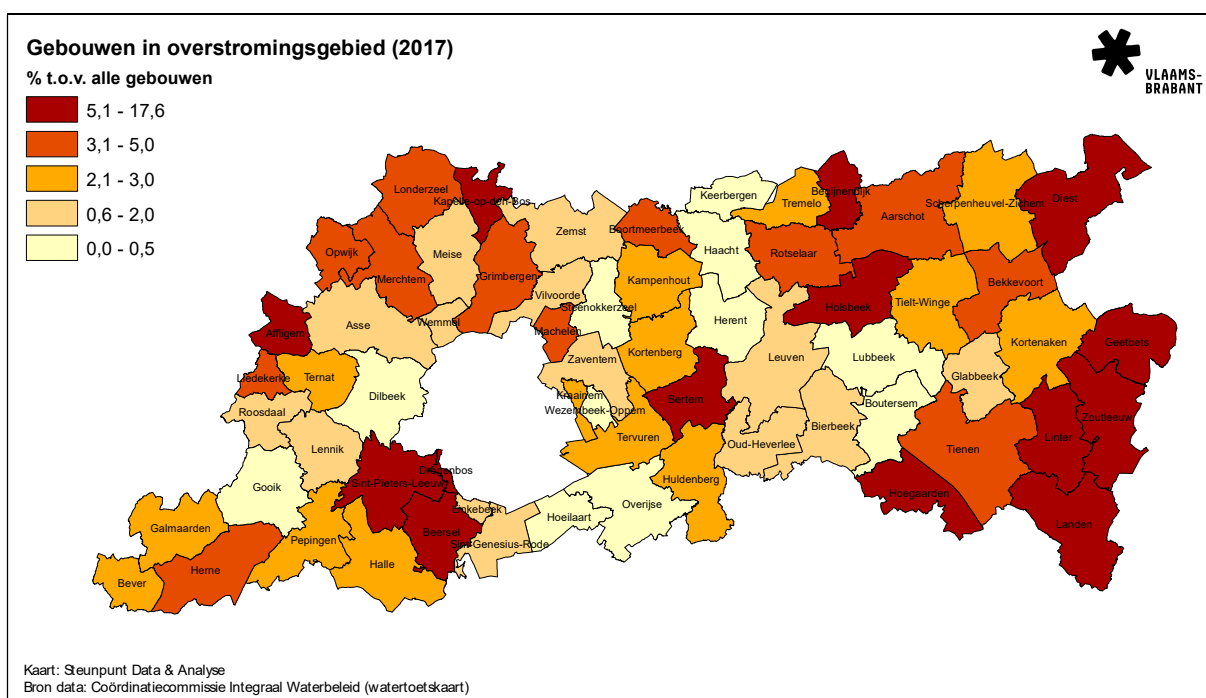 Gebouwen in overstromingsgebied (2017)
% t.o.v. alle gebouwen
5,1 - 17,6
3,1 - 5,0
2,1 - 3,0
0,6 - 2,0
0,0 - 0,5
VLAAMS-
BRABANT
Londerzeel
Kapelle-op-den-Bos
Zemst
Boortmeerbeek
Keerbergen
Tremelo
Begijnendijk
Aarschot
Scherpenheuvel-Zichem
Diest
Opwijk
Merchtem
Meise
Grimbergen
Haacht
Rotselaar
Kampenhout
Vilvoorde
Steenokkerzeel
Holsbeek
Tielt-Winge
Bekkevoort
Affligem
Asse
Wemmel
Machelen
Herent
Kortenaken
Geetbets
Zaventem
Kortenberg
Leuven
Lubbeek
Glabbeek
Liedekerke
Ternat
Dilbeek
Kraainem
Wezembeek-Oppem
Bertem
Boutersem
Roosdaal
Lennik
Tervuren
Oud-Heverlee
Bierbeek
Tienen
Linter
Zoutleeuw
Drogenbos
Sint-Pieters-Leeuw
Gooik
Huldenberg
Hoegaarden
Landen
Linkebeek
Hoeilaart
Overijse
Galmaarden
Pepingen
Beersel
Sint-Genesius-Rode
Herne
Halle
Bever
Kaart: Steunpunt Data & Analyse
Bron data: Coördinatiecommissie Integraal Waterbeleid (watertoetskaart)